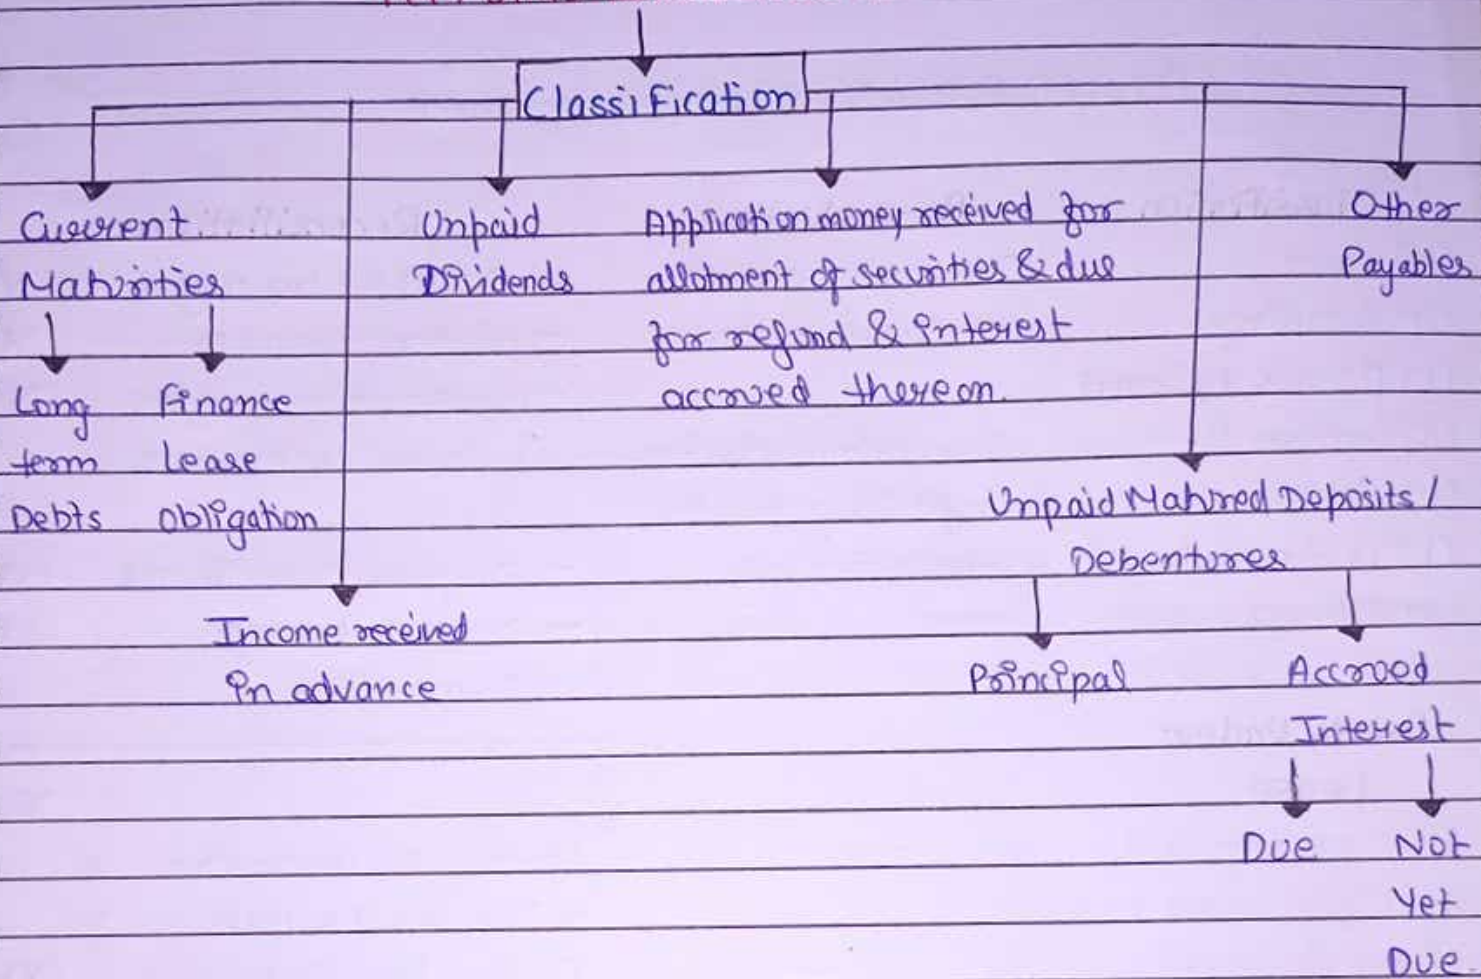 Classification
Current
Maturities
Long
term
Debts
Finance
lease
obligation
Income received
in advance
Unpaid
Dividends
Application money received for
allotment of securities & due
for refund & interest
accrued thereon.
Unpaid Matured Deposits /
Debentures
Principal
Accrued
Interest
Due
Not
Yet
Due
Other
Payables